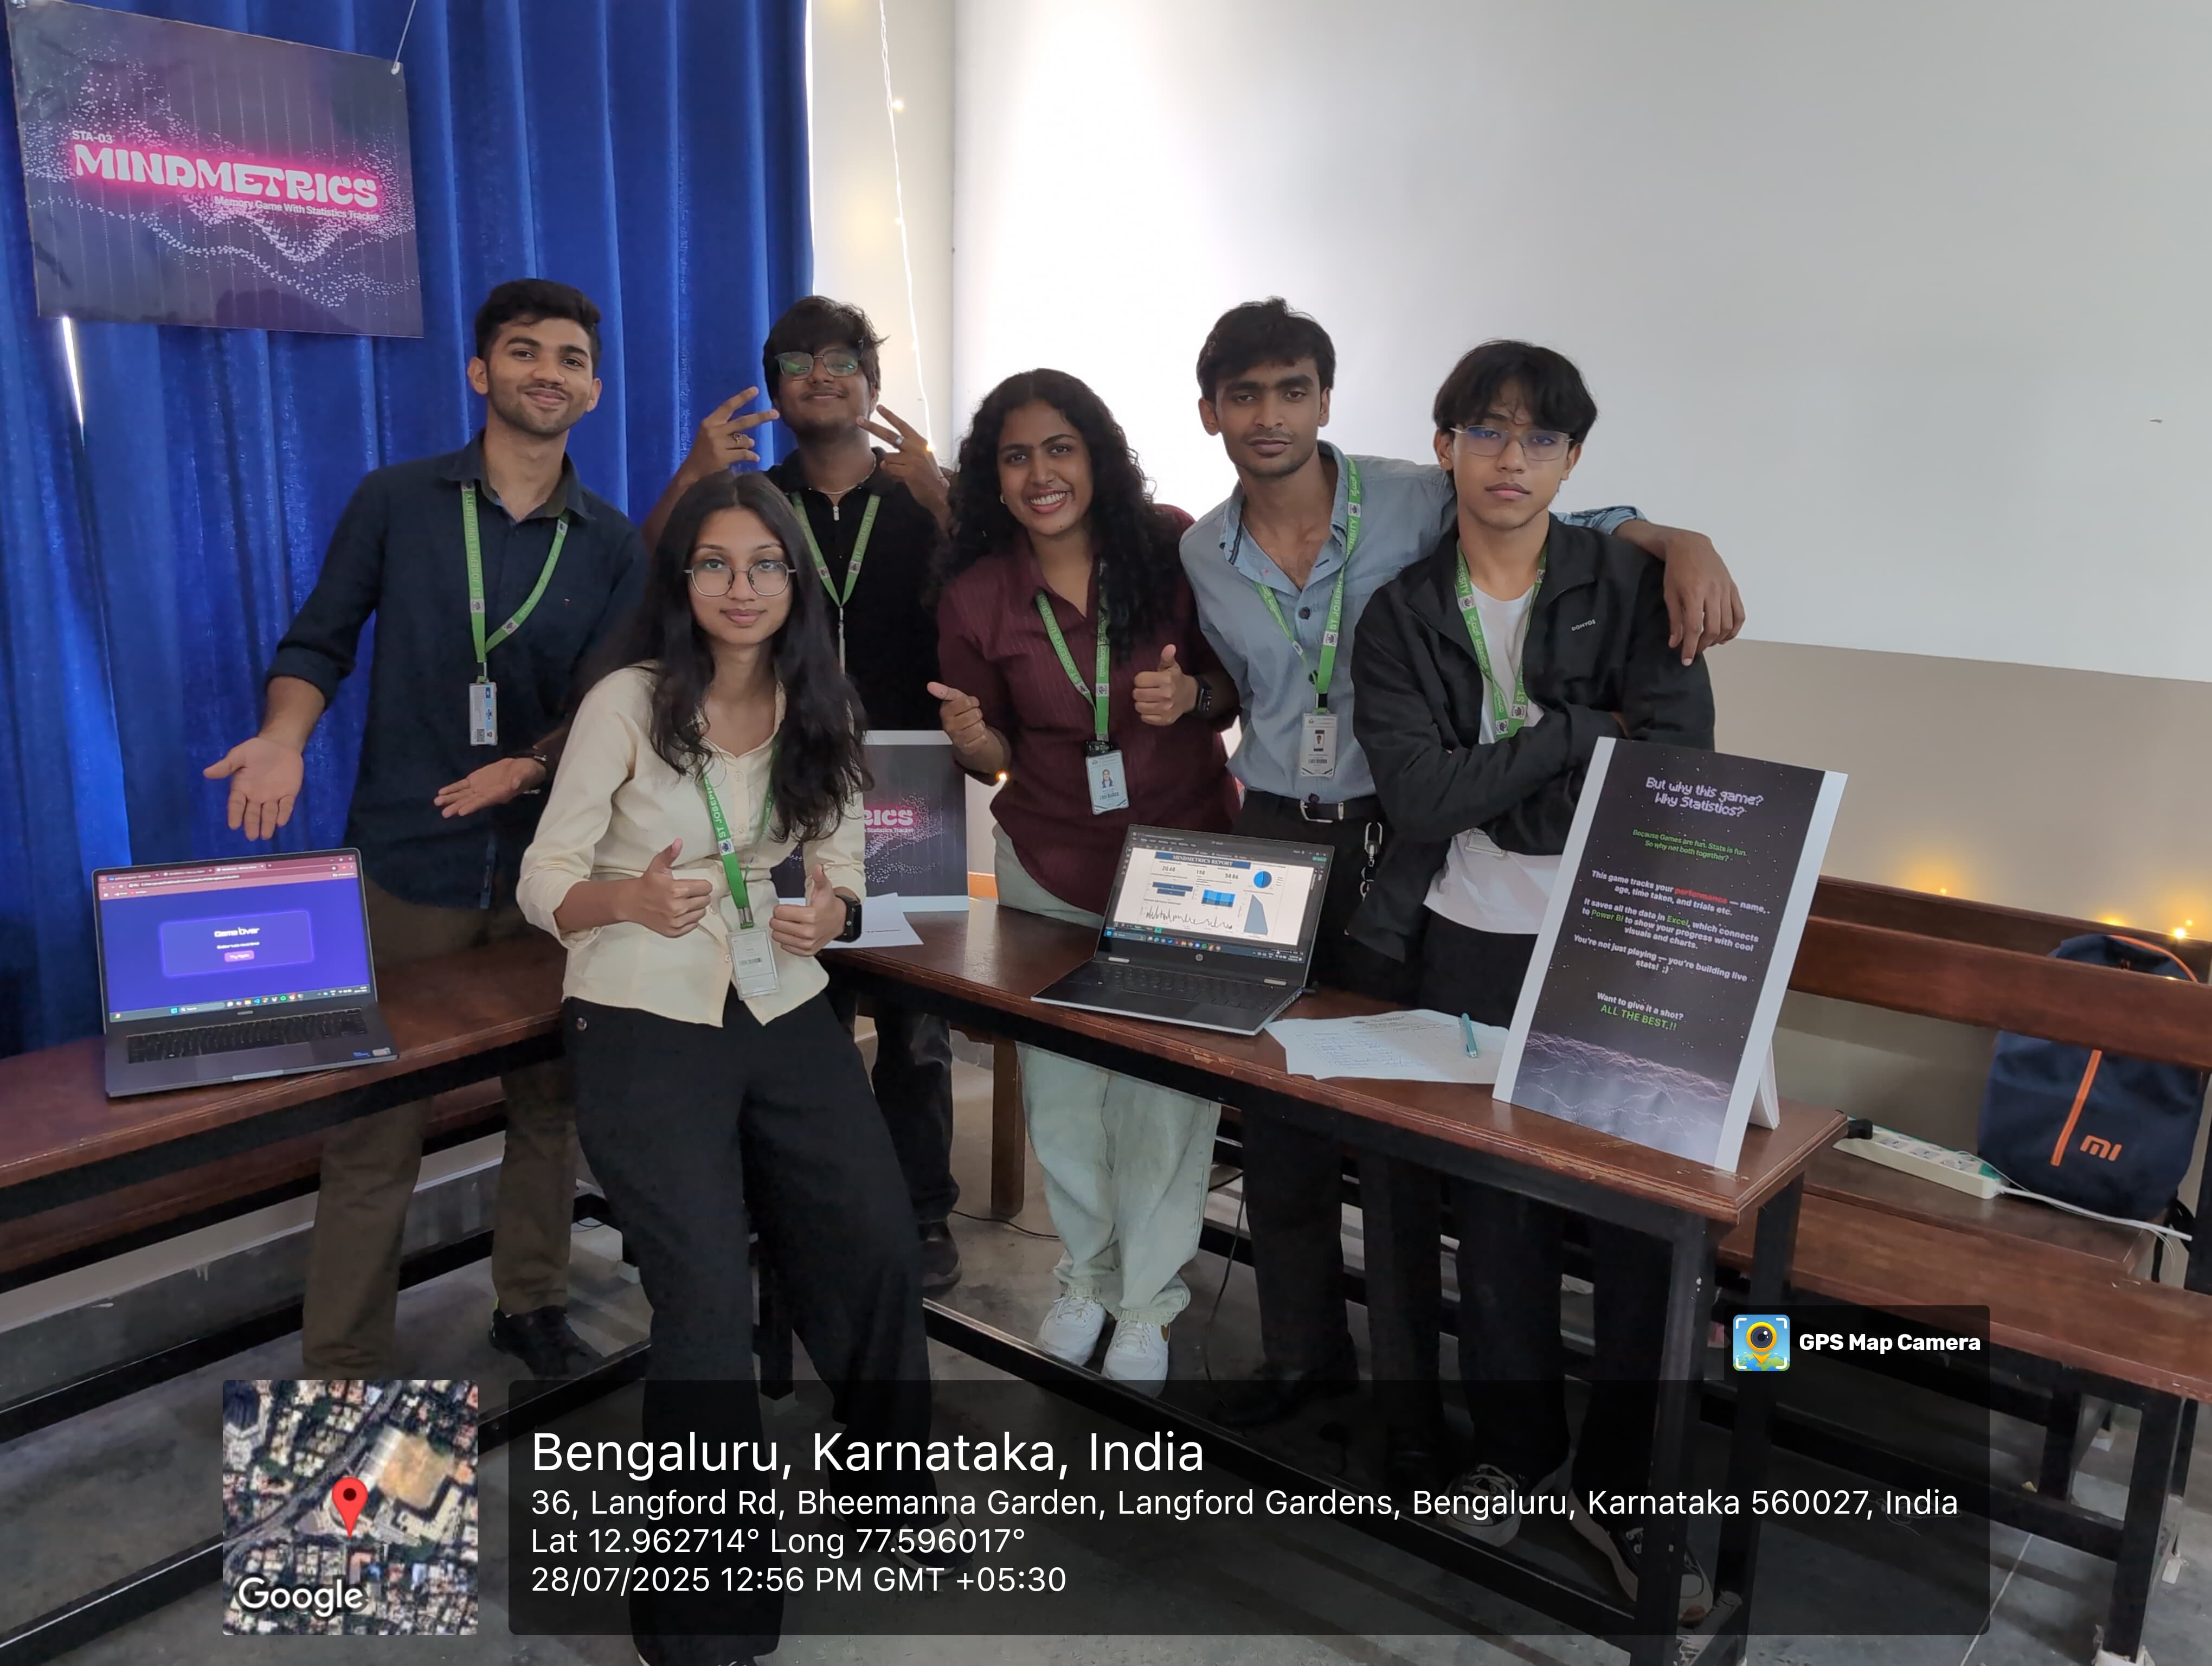 STA-03
MINDMETRICS
Memory Game With Statistics Tracker
ST JOSEPH'S UNIVERSITY
RICS
Statistics Tracker
Game Over
Try Again
MINDMETRICS REPORT
DOMYOS
But why this game?
Why Statistics?
Because Games are fun. Stats is fun.
So why not both together?
This game tracks your performance — name,
age, time taken, and trials etc.
It saves all the data in Excel, which connects
to Power BI to show your progress with cool
visuals and charts.
You're not just playing — you're building live
stats! ;)
Want to give it a shot?
ALL THE BEST.!!
mi
GPS Map Camera
Google
Bengaluru, Karnataka, India
36, Langford Rd, Bheemanna Garden, Langford Gardens, Bengaluru, Karnataka 560027, India
Lat 12.962714° Long 77.596017°
28/07/2025 12:56 PM GMT +05:30